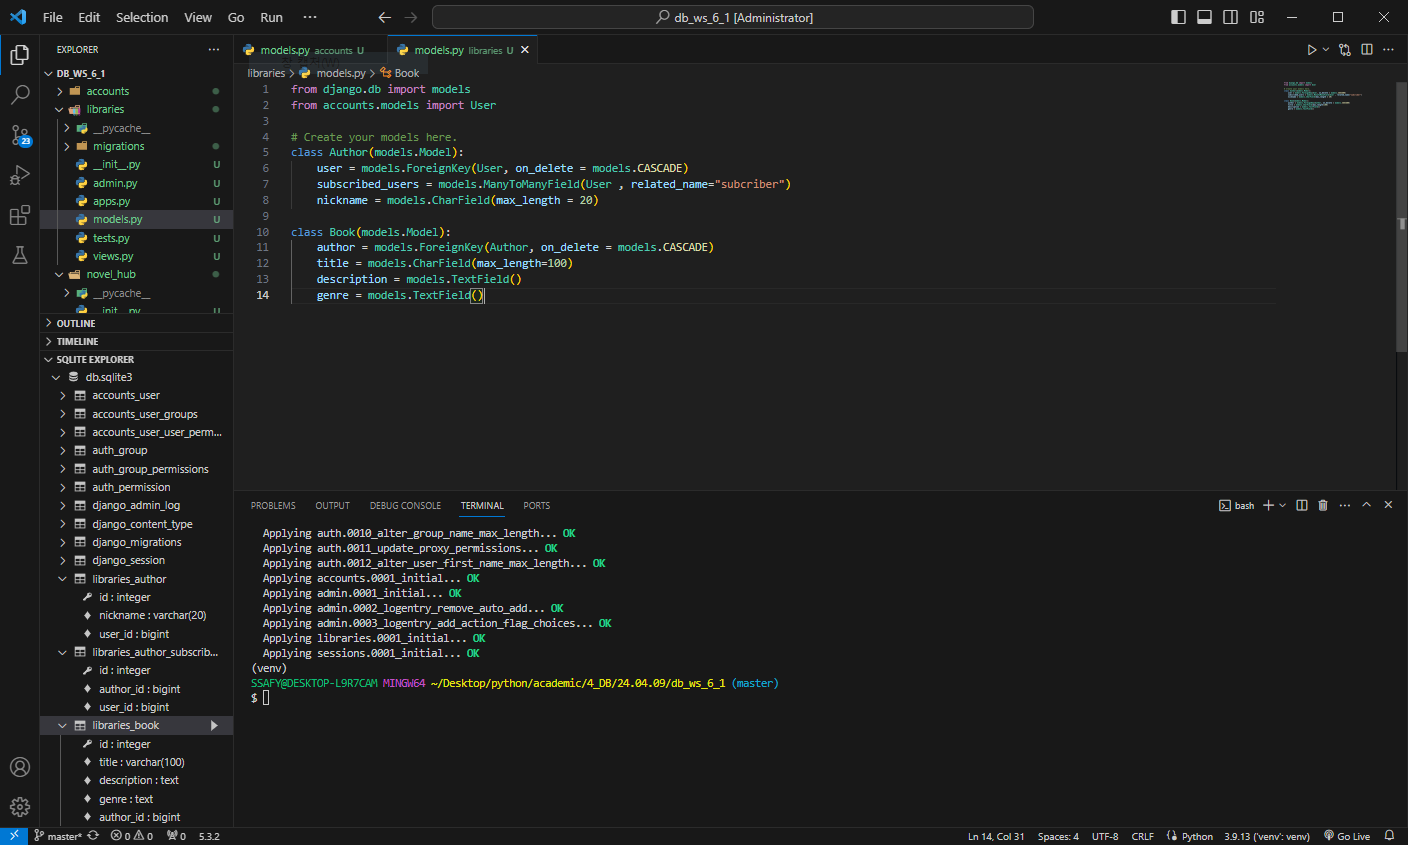 File Edit Selection View Go Run ··· db_ws_6_1 [Administrator]
EXPLORER
DB_WS_6_1
accounts
libraries
__pycache__
migrations
__init__.py U
admin.py U
apps.py U
models.py U
tests.py U
views.py U
novel_hub
__pycache__
__init__.py U
OUTLINE
TIMELINE
SQLITE EXPLORER
db.sqlite3
accounts_user
accounts_user_groups
accounts_user_user_perm...
auth_group
auth_group_permissions
auth_permission
django_admin_log
django_content_type
django_migrations
django_session
libraries_author
id : integer
nickname : varchar(20)
user_id : bigint
libraries_author_subscrib...
id : integer
author_id : bigint
user_id : bigint
libraries_book
id : integer
title : varchar(100)
description : text
genre : text
author_id : bigint
23
models.py accounts U models.py libraries U
libraries > models.py > Book
1 from django.db import models
2 from accounts.models import User
3
4 # Create your models here.
5 class Author(models.Model):
6 user = models.ForeignKey(User, on_delete = models.CASCADE)
7 subscribed_users = models.ManyToManyField(User , related_name="subcriber")
8 nickname = models.CharField(max_length = 20)
9
10 class Book(models.Model):
11 author = models.ForeignKey(Author, on_delete = models.CASCADE)
12 title = models.CharField(max_length=100)
13 description = models.TextField()
14 genre = models.TextField()
PROBLEMS OUTPUT DEBUG CONSOLE TERMINAL PORTS bash
Applying auth.0010_alter_group_name_max_length... OK
Applying auth.0011_update_proxy_permissions... OK
Applying auth.0012_alter_user_first_name_max_length... OK
Applying accounts.0001_initial... OK
Applying admin.0001_initial... OK
Applying admin.0002_logentry_remove_auto_add... OK
Applying admin.0003_logentry_add_action_flag_choices... OK
Applying libraries.0001_initial... OK
Applying sessions.0001_initial... OK
(venv)
SSAFY@DESKTOP-L9R7CAM MINGW64 ~/Desktop/python/academic/4_DB/24.04.09/db_ws_6_1 (master)
$
master* 0 0 0 5.3.2 Ln 14, Col 31 Spaces: 4 UTF-8 CRLF Python 3.9.13 ('venv': venv) Go Live